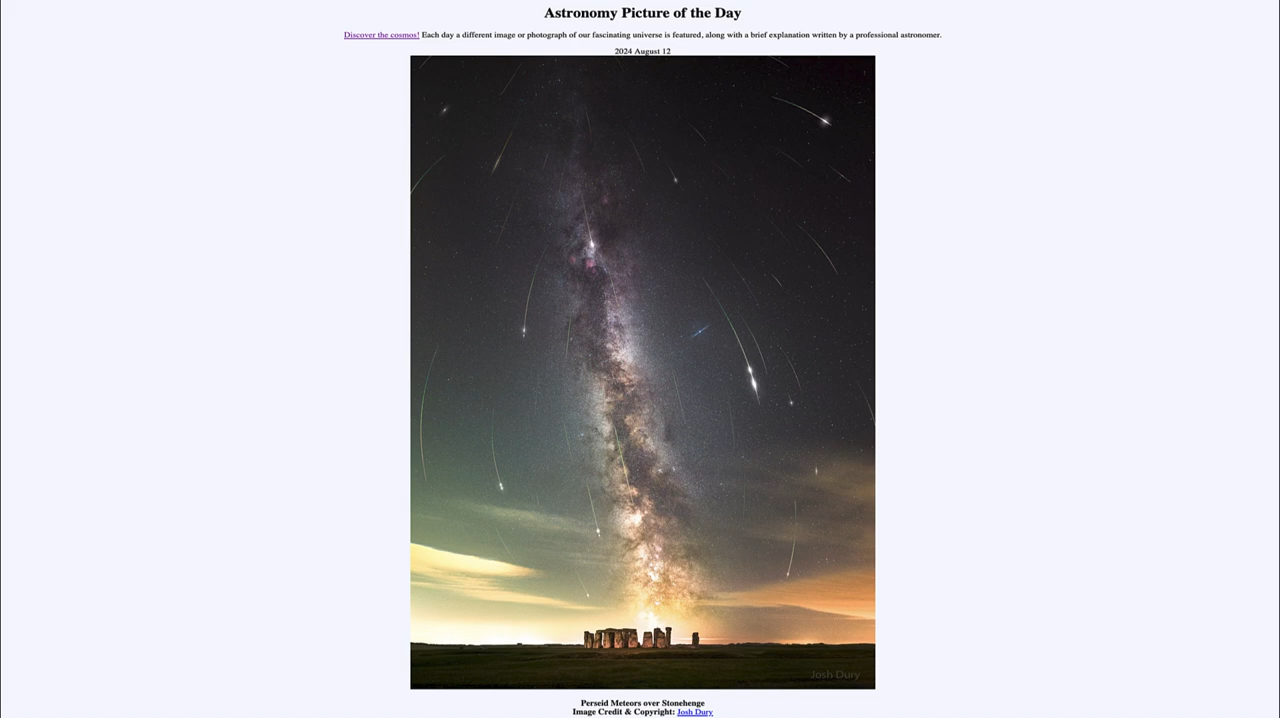 Astronomy Picture of the Day
Discover the cosmos! Each day a different image or photograph of our fascinating universe is featured, along with a brief explanation written by a professional astronomer.
2024 August 12
Josh Dury
Perseid Meteors over Stonehenge
Image Credit & Copyright: Josh Dury